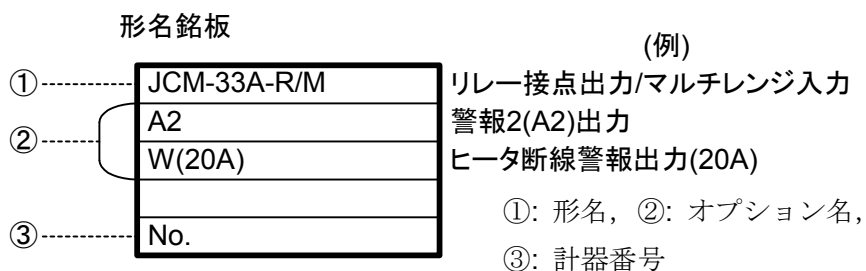 形名銘板
(例)
① JCM-33A-R/M リレー接点出力/マルチレンジ入力
② A2 警報2(A2)出力
W(20A) ヒータ断線警報出力(20A)
①: 形名, ②: オプション名,
③ No.
③: 計器番号